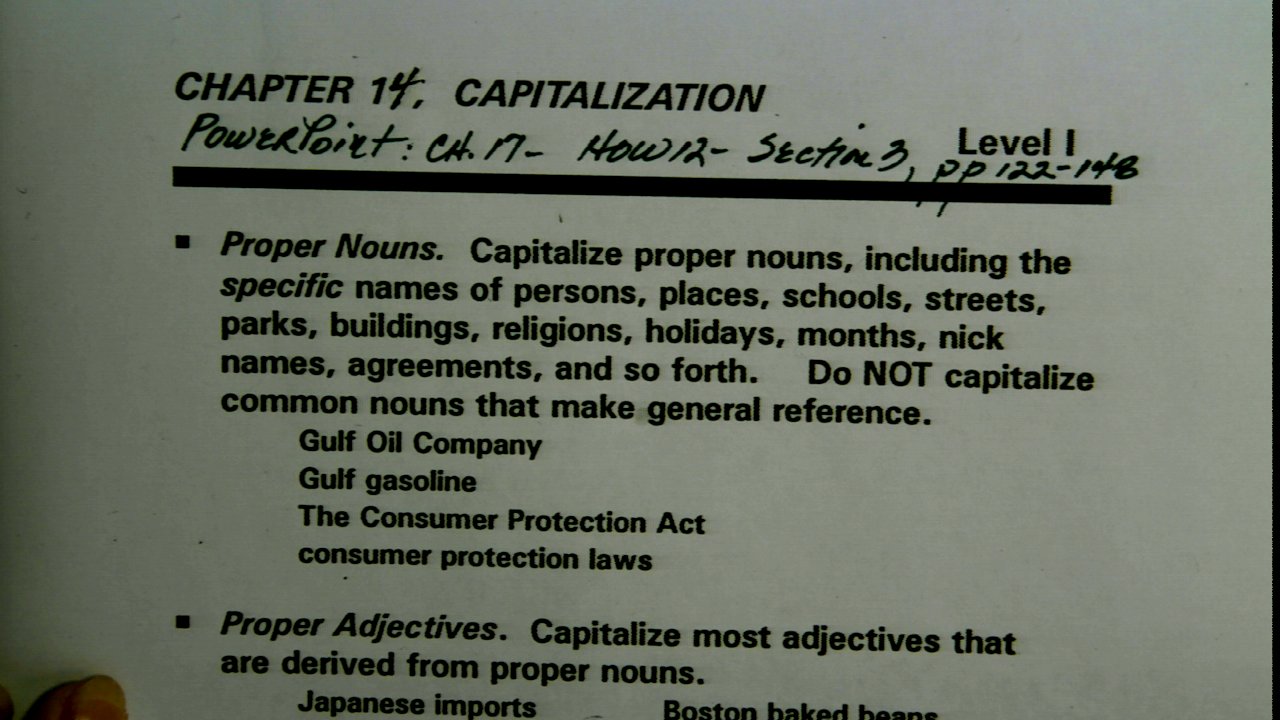 CHAPTER 14. CAPITALIZATION
PowerPoint: CH. 17- HOW12- Section 3, pp 122-148
Level I
▪ Proper Nouns. Capitalize proper nouns, including the
specific names of persons, places, schools, streets,
parks, buildings, religions, holidays, months, nick
names, agreements, and so forth. Do NOT capitalize
common nouns that make general reference.
Gulf Oil Company
Gulf gasoline
The Consumer Protection Act
consumer protection laws
▪ Proper Adjectives. Capitalize most adjectives that
are derived from proper nouns.
Japanese imports Boston baked beans